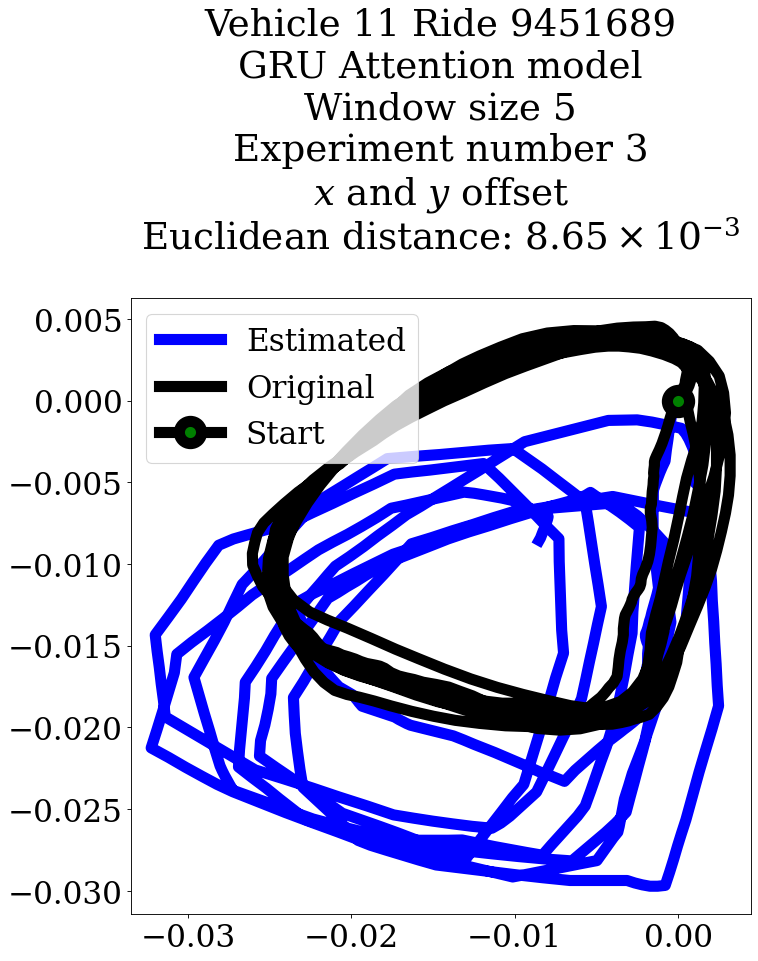 Vehicle 11 Ride 9451689
GRU Attention model
Window size 5
Experiment number 3
x and y offset
Euclidean distance: 8.65 × 10⁻³
Estimated
Original
Start
0.005
0.000
−0.005
−0.010
−0.015
−0.020
−0.025
−0.030
−0.03
−0.02
−0.01
0.00